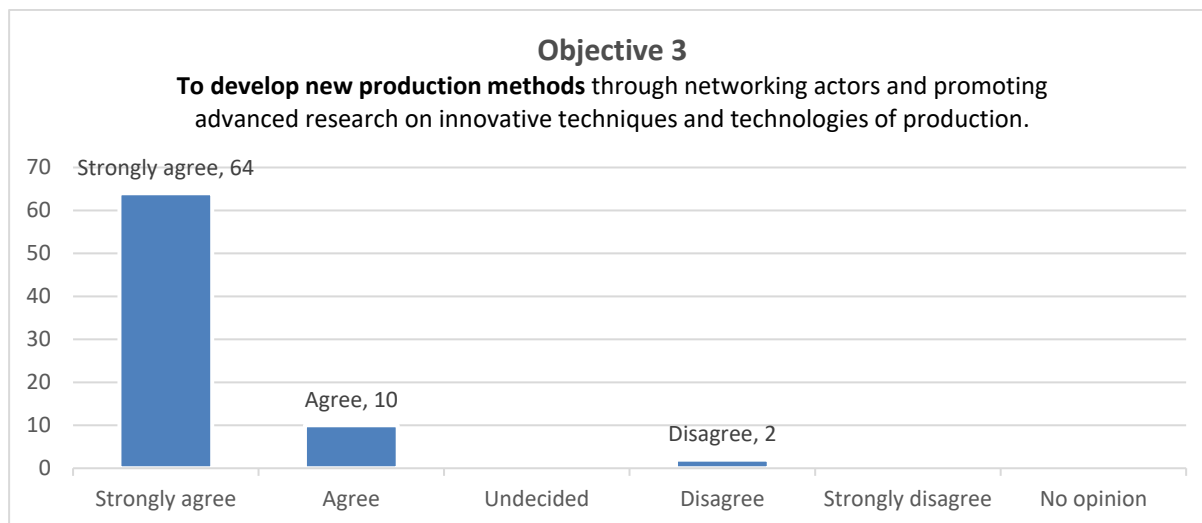 Objective 3
To develop new production methods through networking actors and promoting
advanced research on innovative techniques and technologies of production.
70
Strongly agree, 64
60
50
40
30
20
Agree, 10
10
Disagree, 2
0
Strongly agree
Agree
Undecided
Disagree
Strongly disagree
No opinion